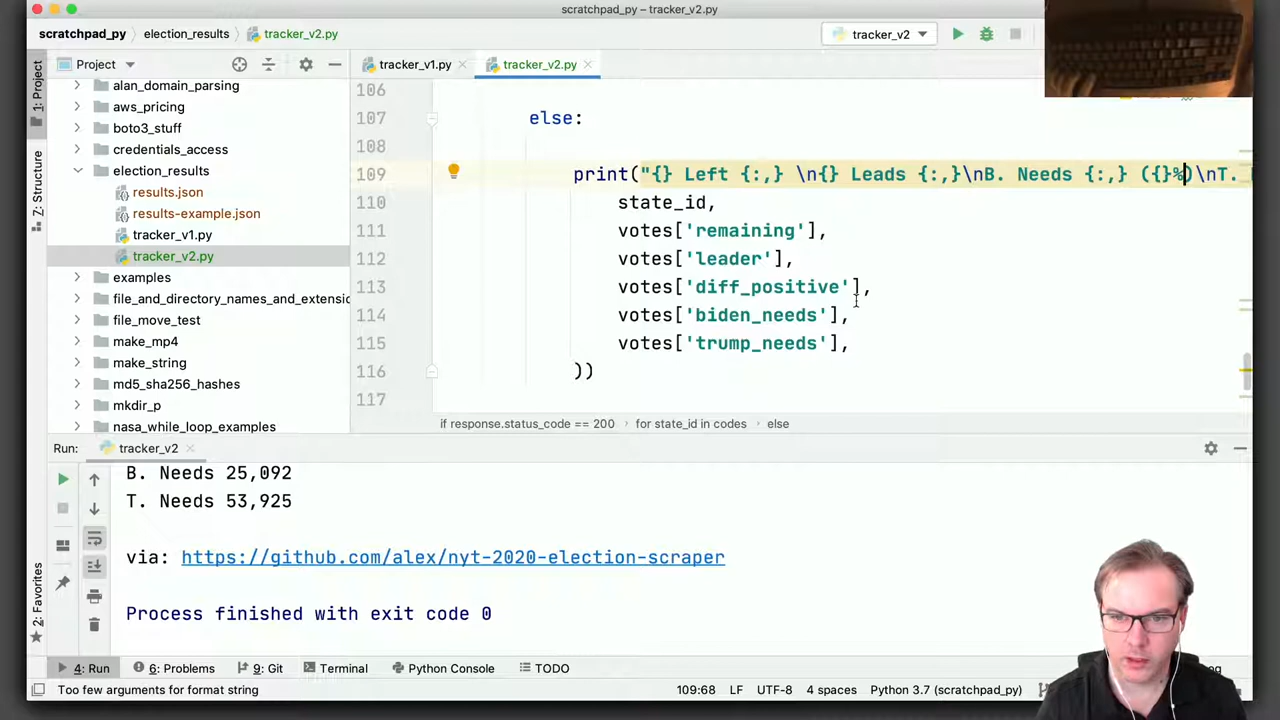 scratchpad_py – tracker_v2.py
scratchpad_py election_results tracker_v2.py tracker_v2
1: Project
Z: Structure
2: Favorites
Project
alan_domain_parsing
aws_pricing
boto3_stuff
credentials_access
election_results
results.json
results-example.json
tracker_v1.py
tracker_v2.py
examples
file_and_directory_names_and_extensio
file_move_test
make_mp4
make_string
md5_sha256_hashes
mkdir_p
nasa_while_loop_examples
tracker_v1.py tracker_v2.py
106
107 else:
108
109 print("{} Left {:,} \n{} Leads {:,}\nB. Needs {:,} ({}%)\nT.
110 state_id,
111 votes['remaining'],
112 votes['leader'],
113 votes['diff_positive'],
114 votes['biden_needs'],
115 votes['trump_needs'],
116 ))
117
if response.status_code == 200 for state_id in codes else
Run: tracker_v2
B. Needs 25,092
T. Needs 53,925
via: https://github.com/alex/nyt-2020-election-scraper
Process finished with exit code 0
4: Run 6: Problems 9: Git Terminal Python Console TODO
Too few arguments for format string 109:68 LF UTF-8 4 spaces Python 3.7 (scratchpad_py)